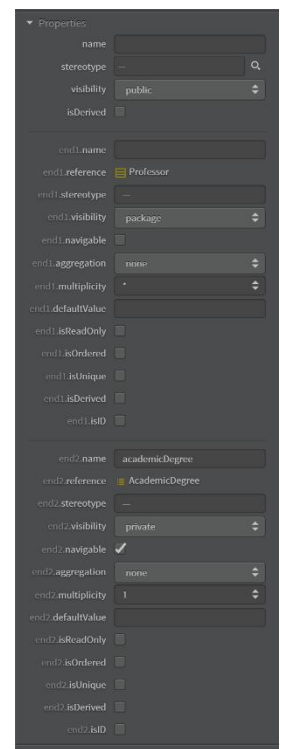 Properties
name
stereotype —
visibility public
isDerived
end1.name
end1.reference Professor
end1.stereotype —
end1.visibility package
end1.navigable
end1.aggregation none
end1.multiplicity *
end1.defaultValue
end1.isReadOnly
end1.isOrdered
end1.isUnique
end1.isDerived
end1.isID
end2.name academicDegree
end2.reference AcademicDegree
end2.stereotype —
end2.visibility private
end2.navigable
end2.aggregation none
end2.multiplicity 1
end2.defaultValue
end2.isReadOnly
end2.isOrdered
end2.isUnique
end2.isDerived
end2.isID